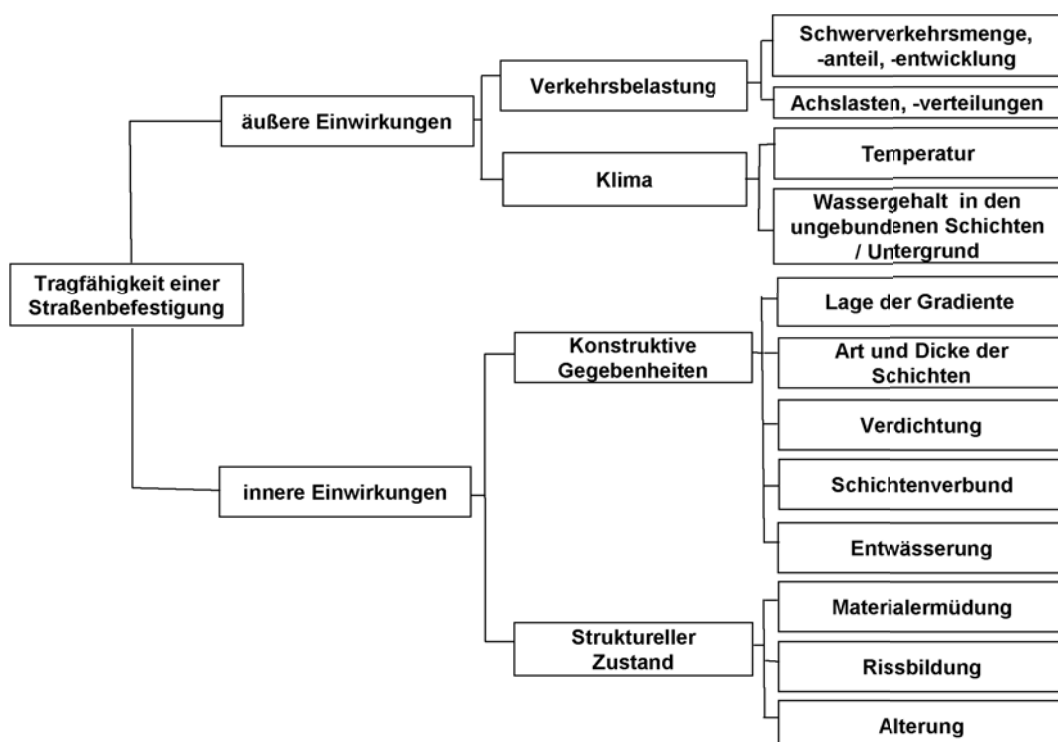 Tragfähigkeit einer
Straßenbefestigung
äußere Einwirkungen
Verkehrsbelastung
Schwerverkehrsmenge,
-anteil, -entwicklung
Achslasten, -verteilungen
Klima
Temperatur
Wassergehalt in den
ungebundenen Schichten
/ Untergrund
innere Einwirkungen
Konstruktive
Gegebenheiten
Lage der Gradiente
Art und Dicke der
Schichten
Verdichtung
Schichtenverbund
Entwässerung
Struktureller
Zustand
Materialermüdung
Rissbildung
Alterung